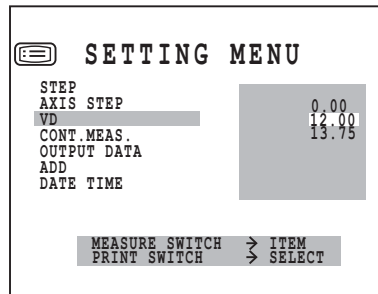 SETTING MENU
STEP
AXIS STEP
VD
CONT.MEAS.
OUTPUT DATA
ADD
DATE TIME
0.00
12.00
13.75
MEASURE SWITCH → ITEM
PRINT SWITCH → SELECT